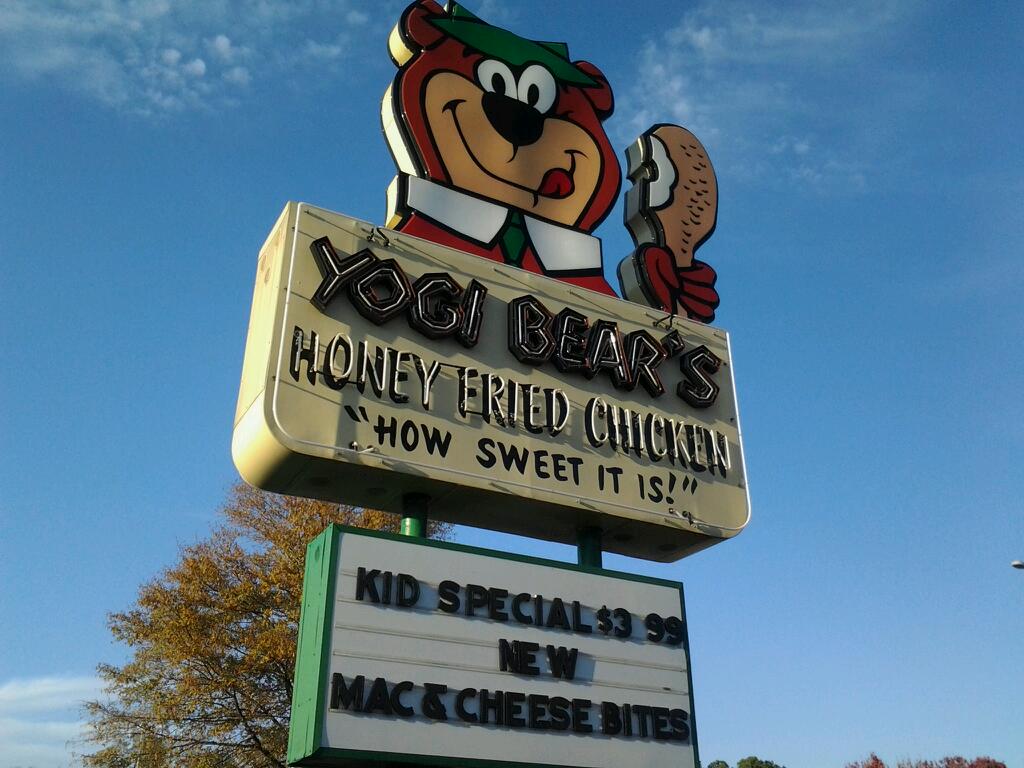 YOGI BEAR'S
HONEY FRIED CHICKEN
"HOW SWEET IT IS!"
KID SPECIAL $3 99
NEW
MAC & CHEESE BITES